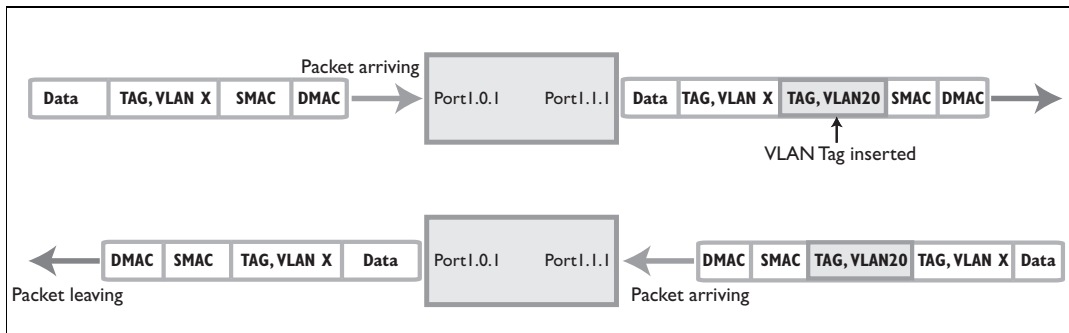 Packet arriving
Data TAG, VLAN X SMAC DMAC
Port1.0.1 Port1.1.1
Data TAG, VLAN X TAG, VLAN20 SMAC DMAC
VLAN Tag inserted
DMAC SMAC TAG, VLAN X Data
Packet leaving
Port1.0.1 Port1.1.1
DMAC SMAC TAG, VLAN20 TAG, VLAN X Data
Packet arriving